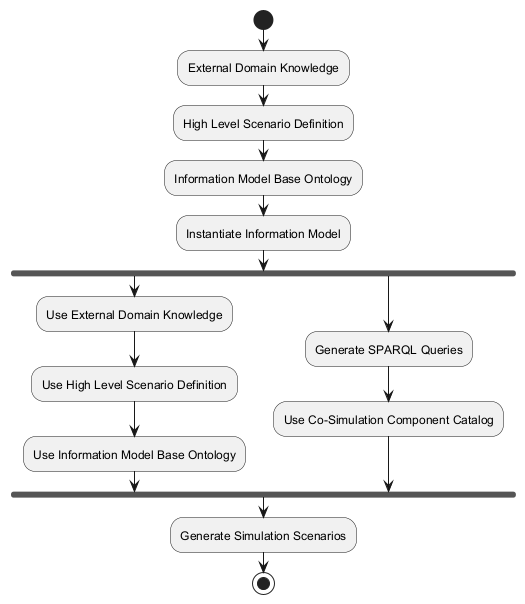 External Domain Knowledge
High Level Scenario Definition
Information Model Base Ontology
Instantiate Information Model
Use External Domain Knowledge
Use High Level Scenario Definition
Use Information Model Base Ontology
Generate SPARQL Queries
Use Co-Simulation Component Catalog
Generate Simulation Scenarios